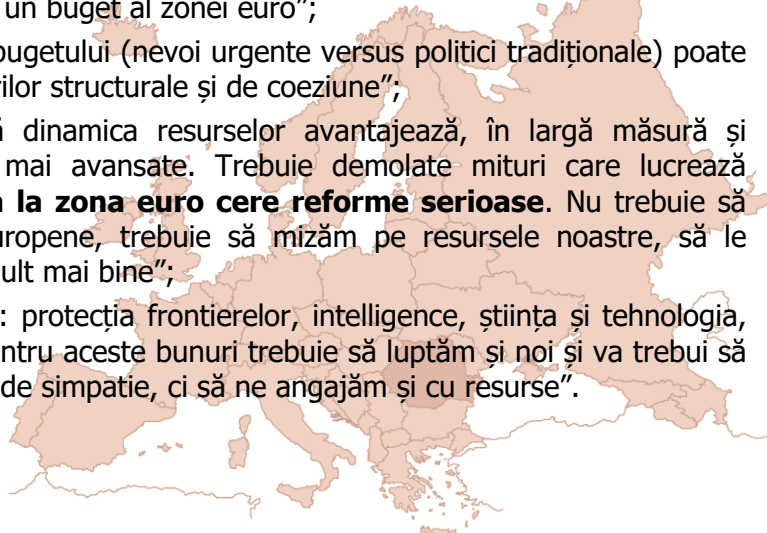 un buget al zonei euro”;
bugetului (nevoi urgente versus politici tradiționale) poate
rilor structurale și de coeziune”;
ă dinamica resurselor avantajează, în largă măsură și
mai avansate. Trebuie demolate mituri care lucrează
la zona euro cere reforme serioase. Nu trebuie să
uropene, trebuie să mizăm pe resursele noastre, să le
ult mai bine”;
: protecția frontierelor, intelligence, știința și tehnologia,
ntru aceste bunuri trebuie să luptăm și noi și va trebui să
de simpatie, ci să ne angajăm și cu resurse”.